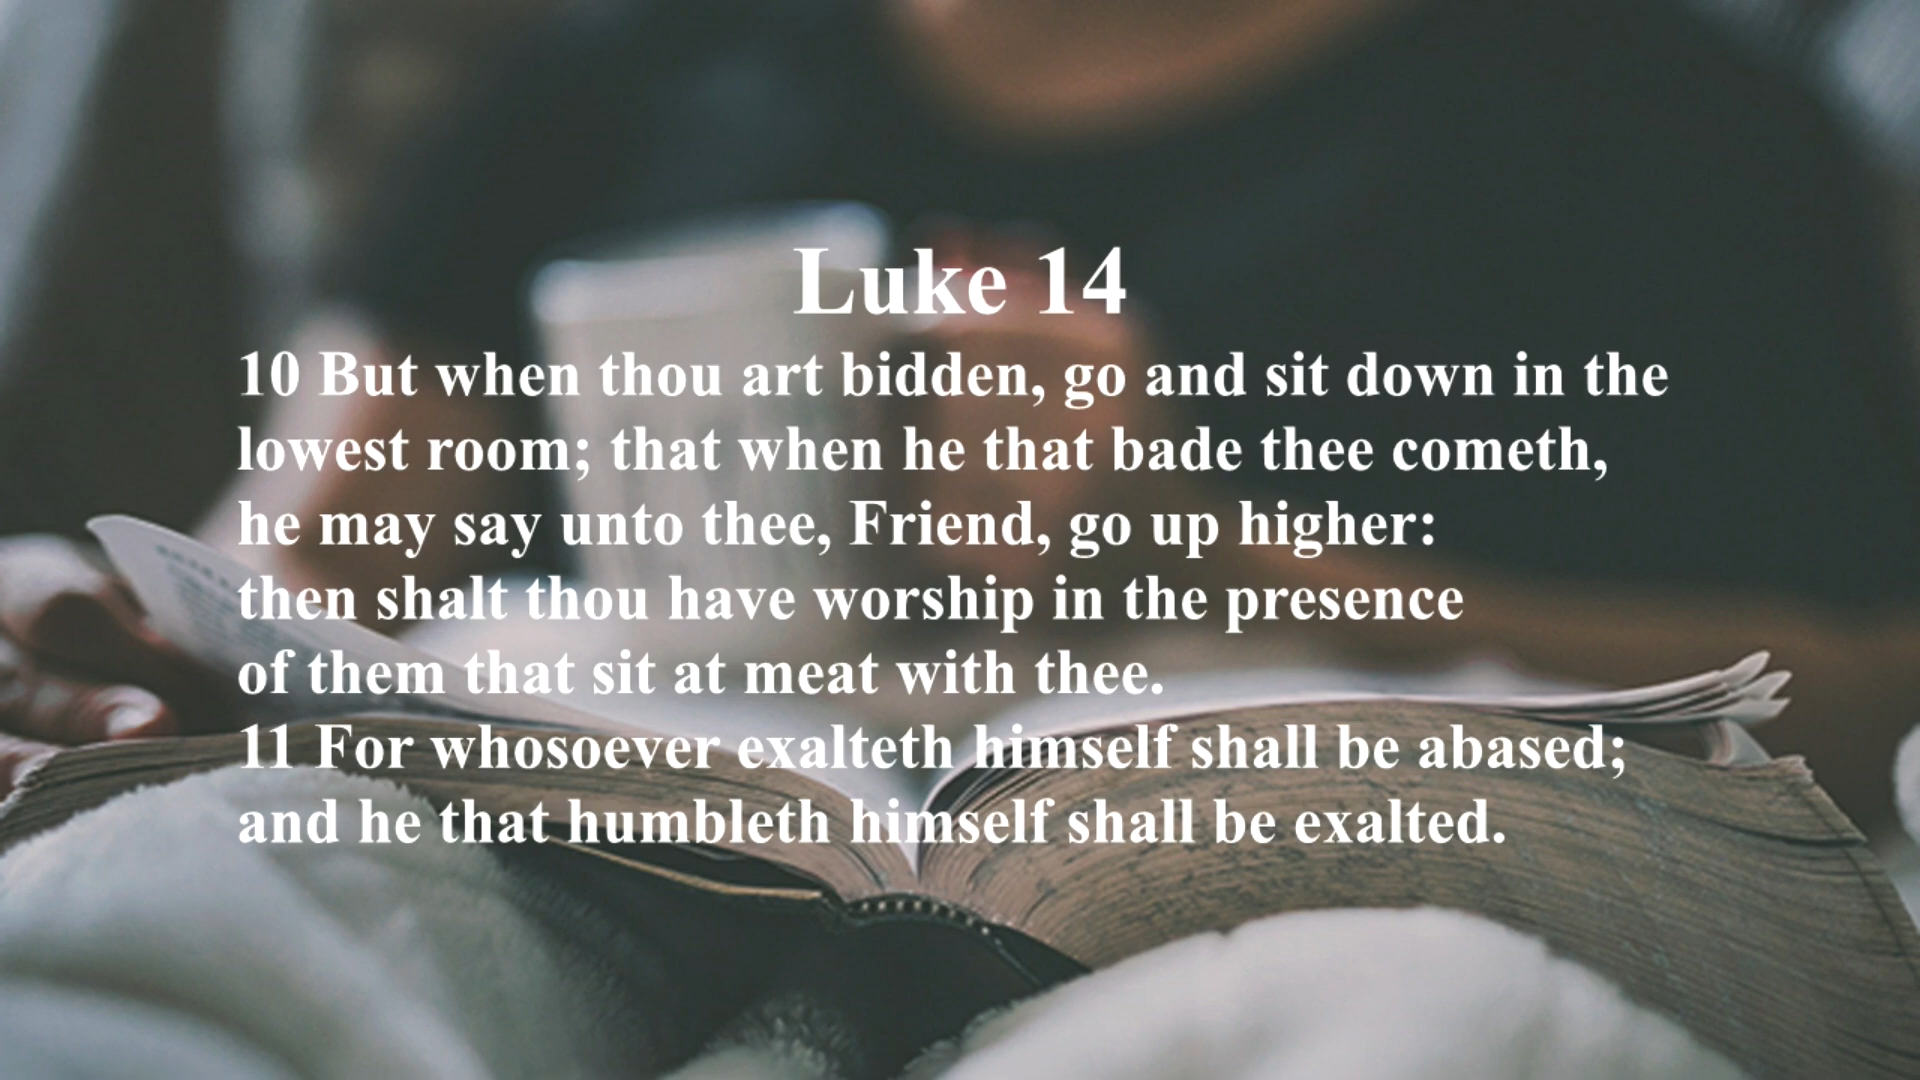 Luke 14
10 But when thou art bidden, go and sit down in the
lowest room; that when he that bade thee cometh,
he may say unto thee, Friend, go up higher:
then shalt thou have worship in the presence
of them that sit at meat with thee.
11 For whosoever exalteth himself shall be abased;
and he that humbleth himself shall be exalted.